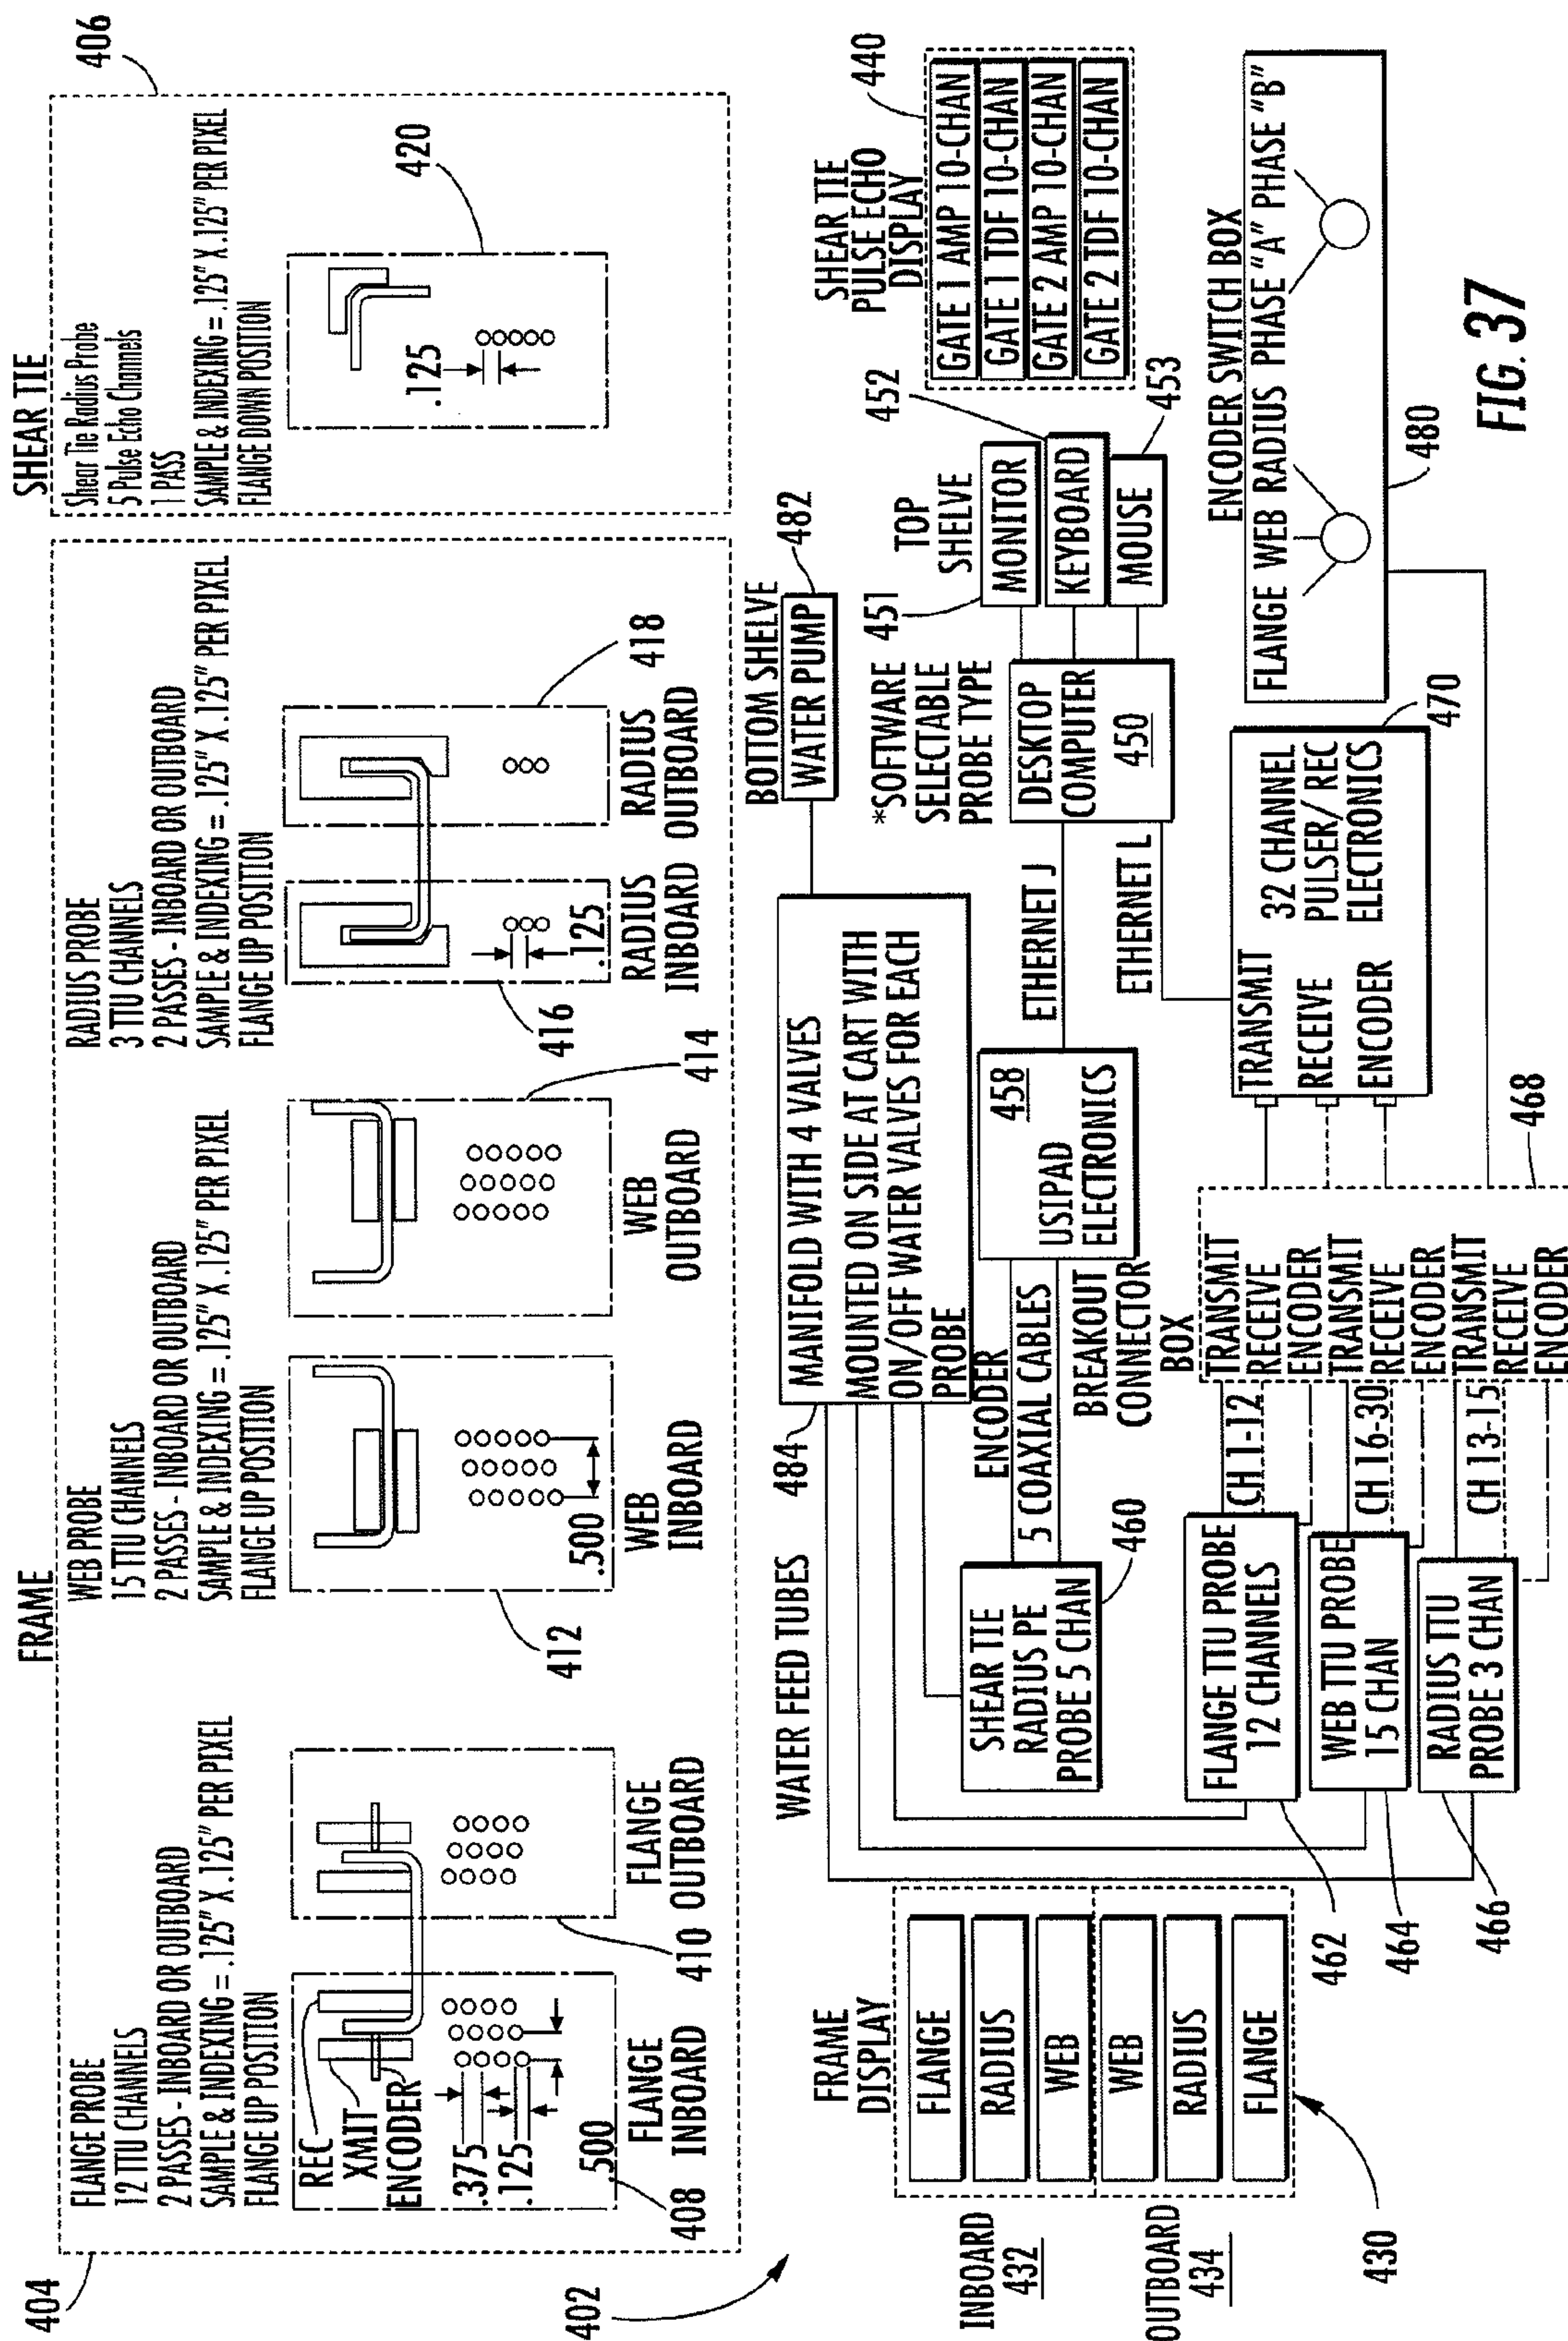 FRAME
404
FLANGE PROBE
12 TTU CHANNELS
2 PASSES - INBOARD OR OUTBOARD
SAMPLE & INDEXING = .125" X .125" PER PIXEL
FLANGE UP POSITION
REC
XMIT
ENCODER
.375
.125
.500
408
FLANGE
INBOARD
410
FLANGE
OUTBOARD
WEB PROBE
15 TTU CHANNELS
2 PASSES - INBOARD OR OUTBOARD
SAMPLE & INDEXING = .125" X .125" PER PIXEL
FLANGE UP POSITION
412
.500
WEB
INBOARD
WEB
OUTBOARD
414
RADIUS PROBE
3 TTU CHANNELS
2 PASSES - INBOARD OR OUTBOARD
SAMPLE & INDEXING = .125" X .125" PER PIXEL
FLANGE UP POSITION
416
.125
RADIUS
INBOARD
RADIUS
OUTBOARD
418
SHEAR TIE
406
Shear Tie Radius Probe
5 Pulse Echo Channels
1 PASS
SAMPLE & INDEXING = .125" X .125" PER PIXEL
FLANGE DOWN POSITION
.125
420
402
FRAME
DISPLAY
FLANGE
RADIUS
WEB
WEB
RADIUS
FLANGE
INBOARD
432
OUTBOARD
434
430
WATER FEED TUBES
484
MANIFOLD WITH 4 VALVES
MOUNTED ON SIDE AT CART WITH
ON/OFF WATER VALVES FOR EACH
PROBE
BOTTOM SHELVE
WATER PUMP
482
ENCODER
5 COAXIAL CABLES
SHEAR TIE
RADIUS PE
PROBE 5 CHAN
460
458
USIPAD
ELECTRONICS
ETHERNET J
ETHERNET L
*SOFTWARE
SELECTABLE
PROBE TYPE
DESKTOP
COMPUTER
450
TOP
SHELVE
451
MONITOR
452
KEYBOARD
453
MOUSE
SHEAR TIE
PULSE ECHO
DISPLAY
440
GATE 1 AMP 10-CHAN
GATE 1 TDF 10-CHAN
GATE 2 AMP 10-CHAN
GATE 2 TDF 10-CHAN
BREAKOUT
CONNECTOR
BOX
FLANGE TTU PROBE
12 CHANNELS
462
WEB TTU PROBE
15 CHAN
464
RADIUS TTU
PROBE 3 CHAN
466
CH 1-12
CH 16-30
CH 13-15
TRANSMIT
RECEIVE
ENCODER
TRANSMIT
RECEIVE
ENCODER
TRANSMIT
RECEIVE
ENCODER
468
TRANSMIT
RECEIVE
ENCODER
32 CHANNEL
PULSER/ REC
ELECTRONICS
470
ENCODER SWITCH BOX
FLANGE WEB RADIUS PHASE "A" PHASE "B"
480
FIG. 37